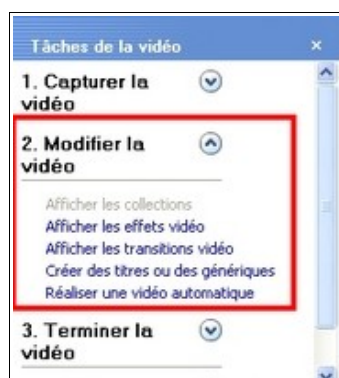 Tâches de la vidéo
1. Capturer la
vidéo
2. Modifier la
vidéo
Afficher les collections
Afficher les effets vidéo
Afficher les transitions vidéo
Créer des titres ou des génériques
Réaliser une vidéo automatique
3. Terminer la
vidéo